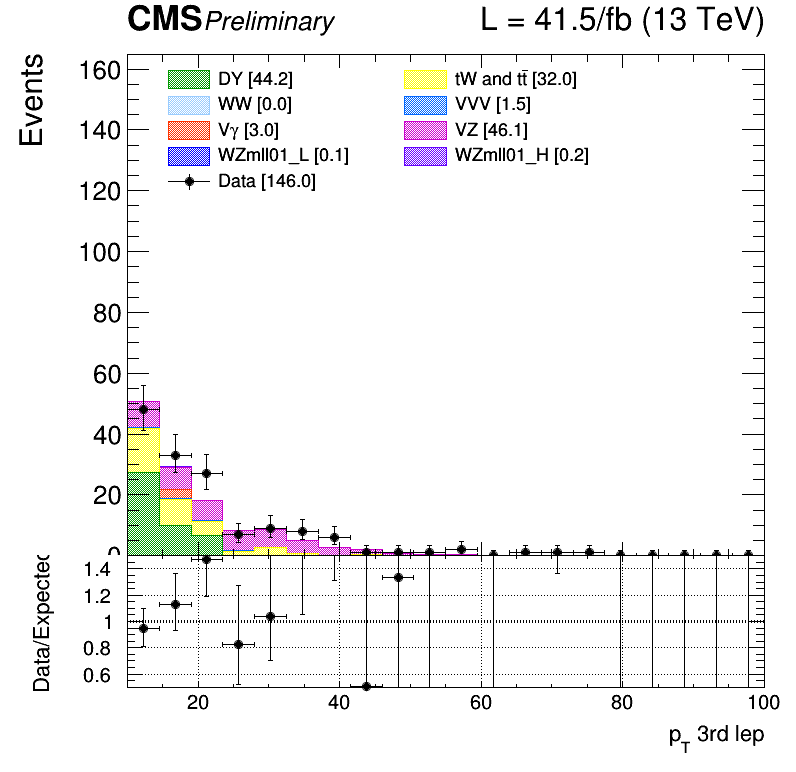 CMS Preliminary L = 41.5/fb (13 TeV)
Events
160
140
120
100
80
60
40
20
0
DY [44.2]
WW [0.0]
Vγ [3.0]
WZmll01_L [0.1]
Data [146.0]
tW and tt̄ [32.0]
VVV [1.5]
VZ [46.1]
WZmll01_H [0.2]
Data/Expected
1.4
1.2
1
0.8
0.6
20 40 60 80 100
p_T 3rd lep